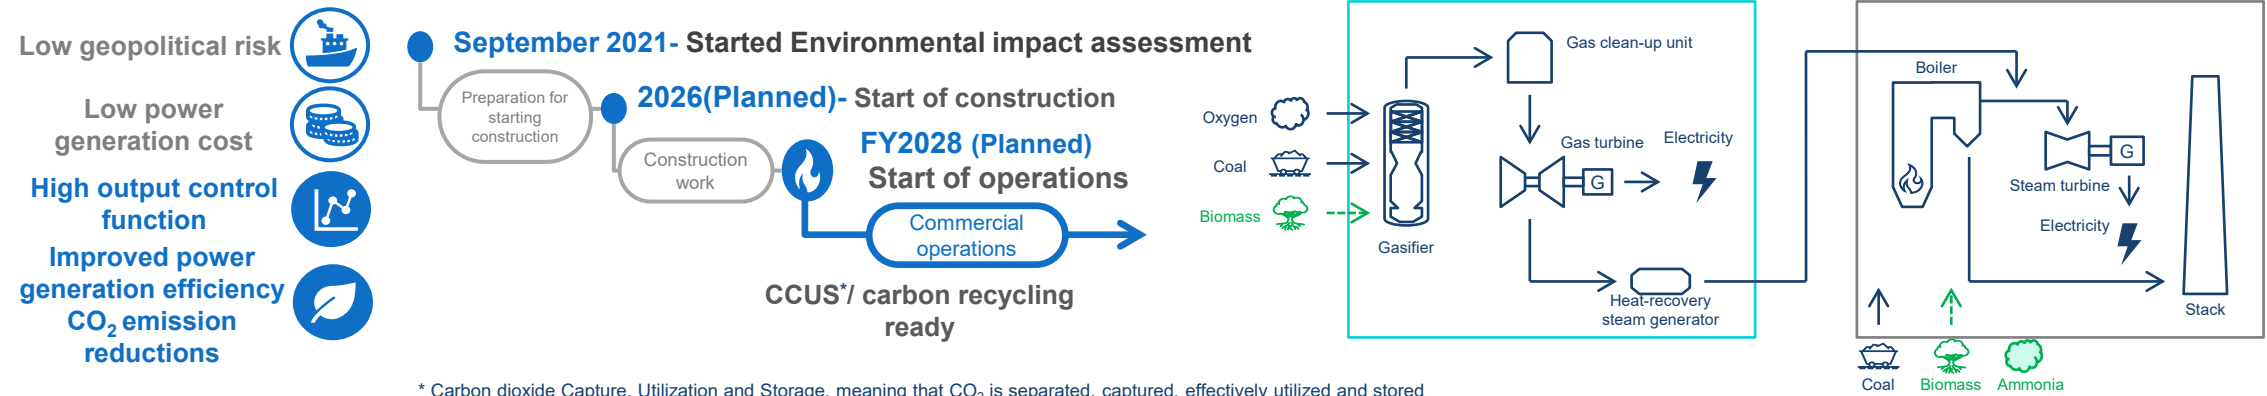 Low geopolitical risk
Low power
generation cost
High output control
function
Improved power
generation efficiency
CO2 emission
reductions
September 2021- Started Environmental impact assessment
Preparation for
starting
construction
2026(Planned)- Start of construction
Construction
work
FY2028 (Planned)
Start of operations
Commercial
operations
CCUS*/ carbon recycling
ready
* Carbon dioxide Capture, Utilization and Storage, meaning that CO2 is separated, captured, effectively utilized and stored
Oxygen
Coal
Biomass
Gasifier
Gas clean-up unit
Gas turbine
Electricity
G
Heat-recovery
steam generator
Boiler
G
Steam turbine
Electricity
Stack
Coal
Biomass
Ammonia